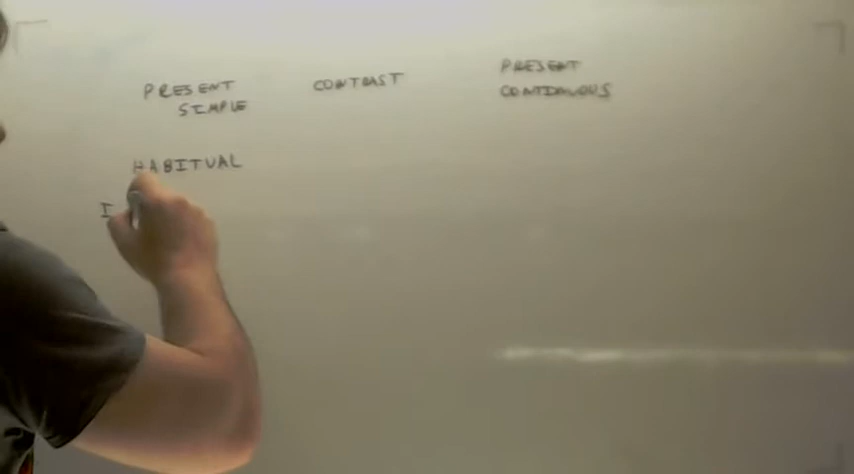 PRESENT
SIMPLE
CONTRAST
PRESENT
CONTINUOUS
HABITUAL
I